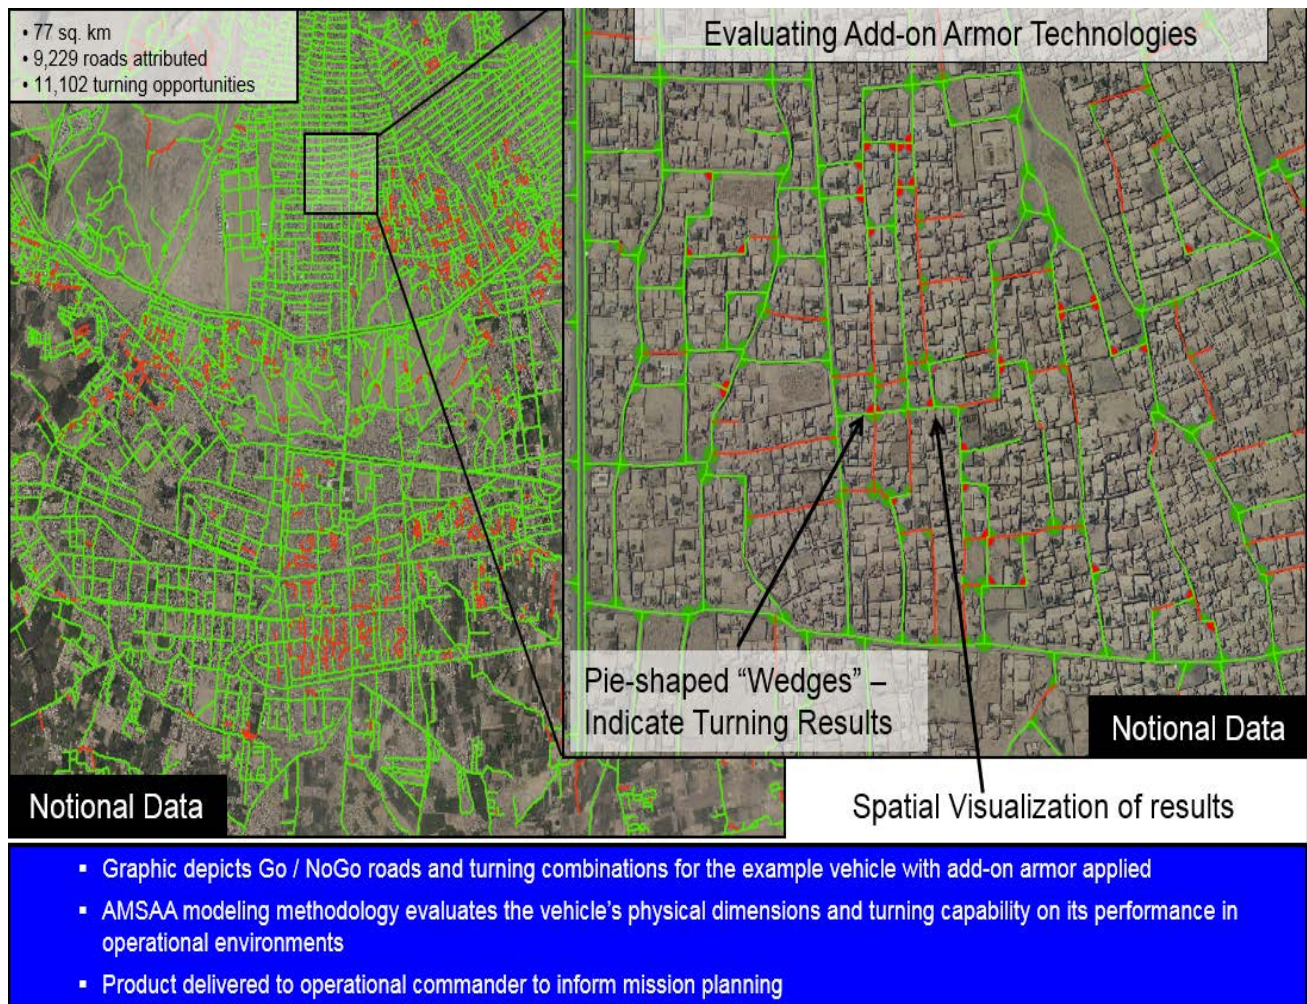 • 77 sq. km
• 9,229 roads attributed
• 11,102 turning opportunities
Evaluating Add-on Armor Technologies
Pie-shaped “Wedges” –
Indicate Turning Results
Notional Data
Notional Data
Spatial Visualization of results
▪ Graphic depicts Go / NoGo roads and turning combinations for the example vehicle with add-on armor applied
▪ AMSAA modeling methodology evaluates the vehicle’s physical dimensions and turning capability on its performance in
operational environments
▪ Product delivered to operational commander to inform mission planning